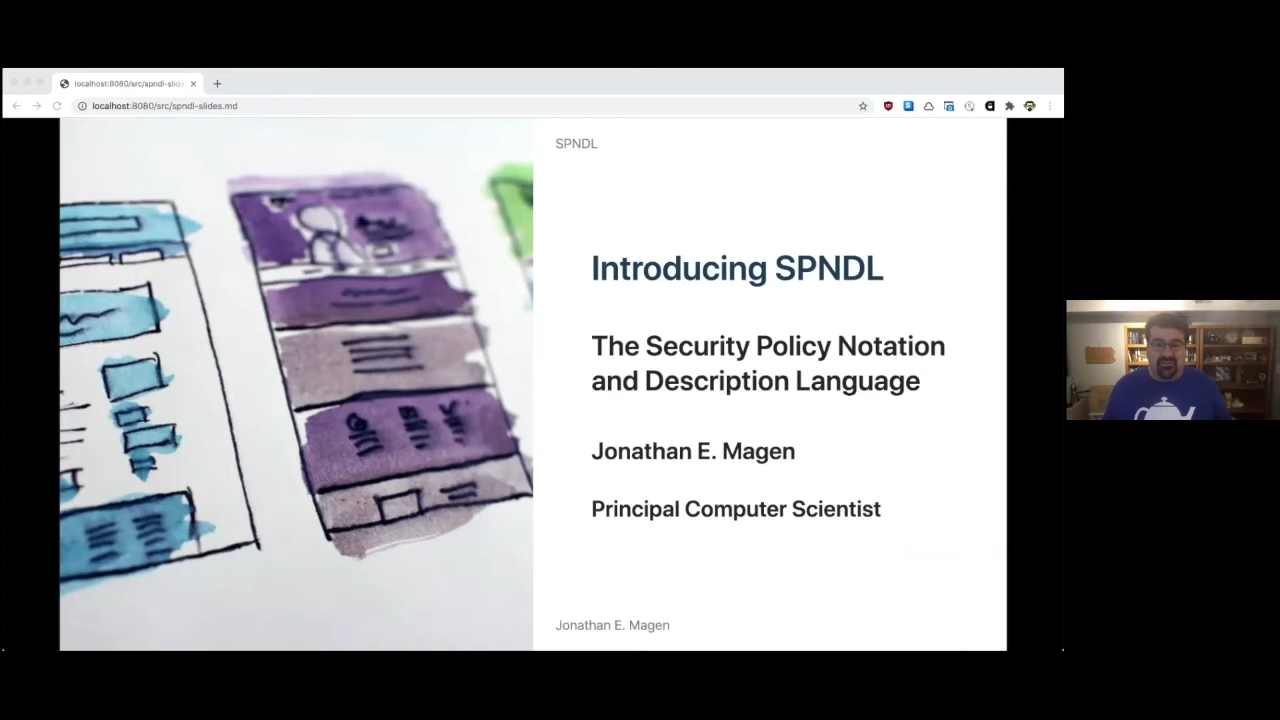 localhost:8080/src/spndl-slid
localhost:8080/src/spndl-slides.md
SPNDL
Introducing SPNDL
The Security Policy Notation
and Description Language
Jonathan E. Magen
Principal Computer Scientist
Jonathan E. Magen